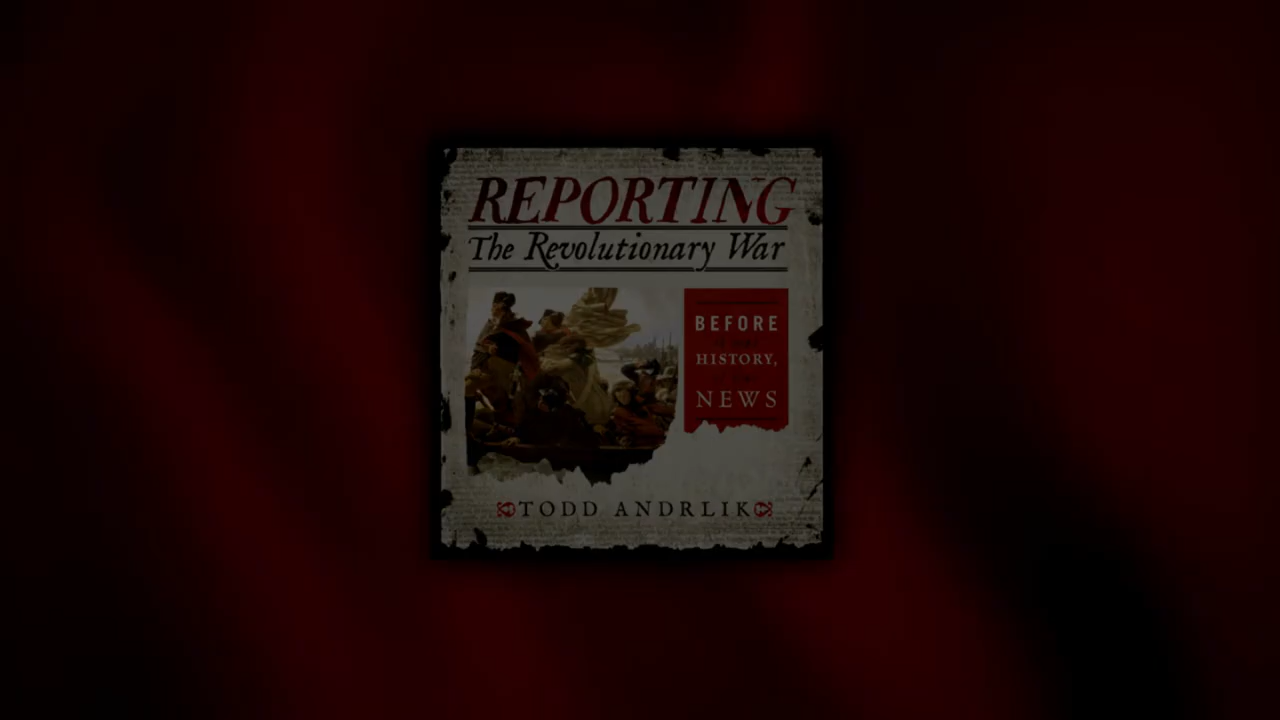 REPORTING
The Revolutionary War
BEFORE
HISTORY,
NEWS
TODD ANDRLIK